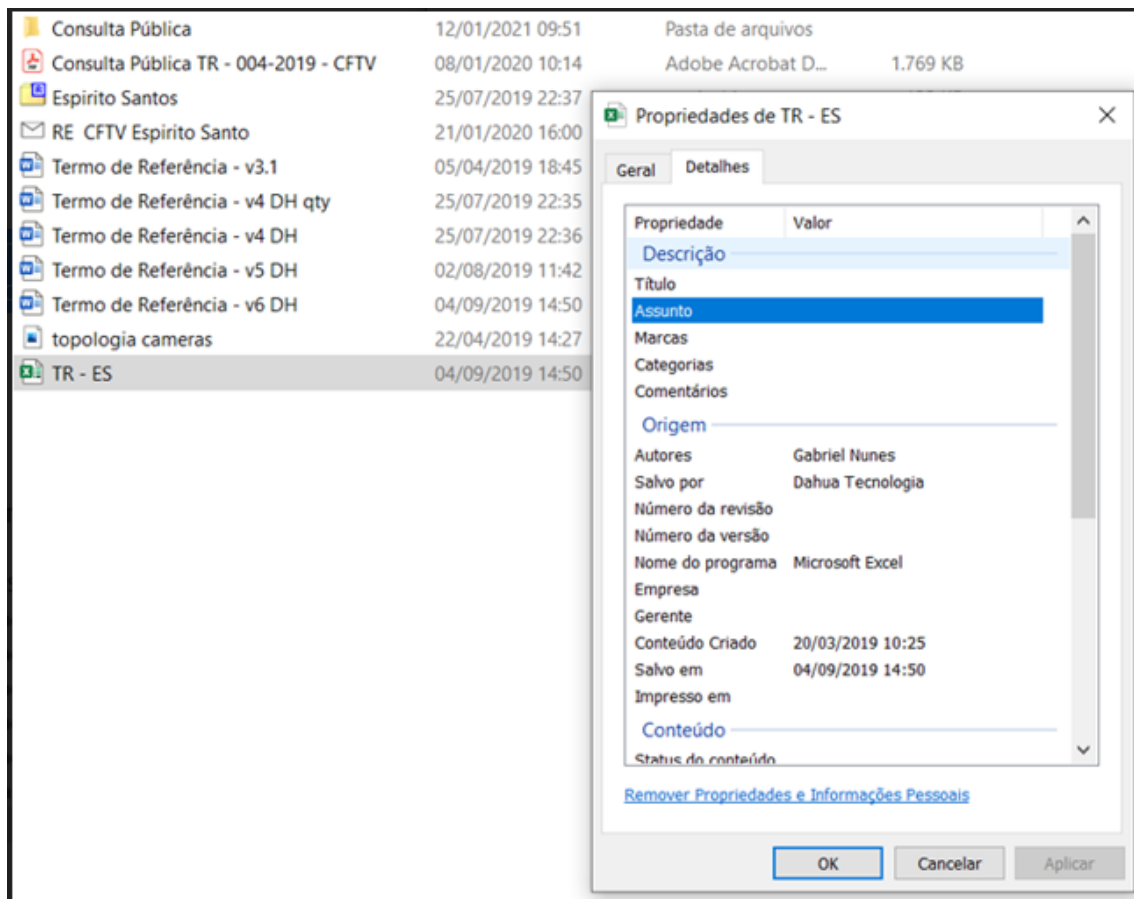 Consulta Pública 12/01/2021 09:51 Pasta de arquivos
Consulta Pública TR - 004-2019 - CFTV 08/01/2020 10:14 Adobe Acrobat D... 1.769 KB
Espirito Santos 25/07/2019 22:37
RE CFTV Espirito Santo 21/01/2020 16:00
Termo de Referência - v3.1 05/04/2019 18:45
Termo de Referência - v4 DH qty 25/07/2019 22:35
Termo de Referência - v4 DH 25/07/2019 22:36
Termo de Referência - v5 DH 02/08/2019 11:42
Termo de Referência - v6 DH 04/09/2019 14:50
topologia cameras 22/04/2019 14:27
TR - ES 04/09/2019 14:50
Propriedades de TR - ES
Geral Detalhes
Propriedade Valor
Descrição
Título
Assunto
Marcas
Categorias
Comentários
Origem
Autores Gabriel Nunes
Salvo por Dahua Tecnologia
Número da revisão
Número da versão
Nome do programa Microsoft Excel
Empresa
Gerente
Conteúdo Criado 20/03/2019 10:25
Salvo em 04/09/2019 14:50
Impresso em
Conteúdo
Status do conteúdo
Remover Propriedades e Informações Pessoais
OK Cancelar Aplicar